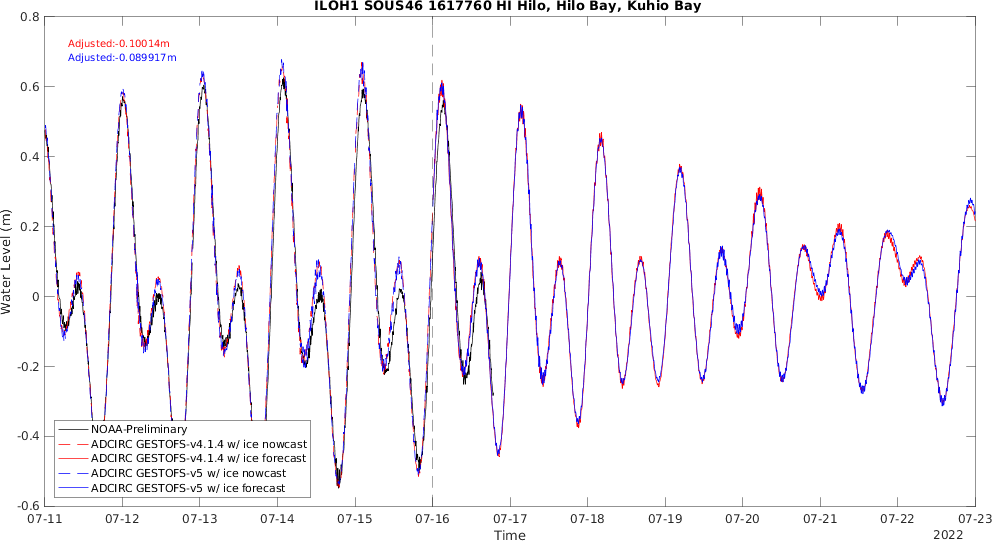 ILOH1 SOUS46 1617760 HI Hilo, Hilo Bay, Kuhio Bay
Adjusted:-0.10014m
Adjusted:-0.089917m
Water Level (m)
0.8
0.6
0.4
0.2
0
-0.2
-0.4
-0.6
NOAA-Preliminary
ADCIRC GESTOFS-v4.1.4 w/ ice nowcast
ADCIRC GESTOFS-v4.1.4 w/ ice forecast
ADCIRC GESTOFS-v5 w/ ice nowcast
ADCIRC GESTOFS-v5 w/ ice forecast
07-11 07-12 07-13 07-14 07-15 07-16 07-17 07-18 07-19 07-20 07-21 07-22 07-23
Time
2022